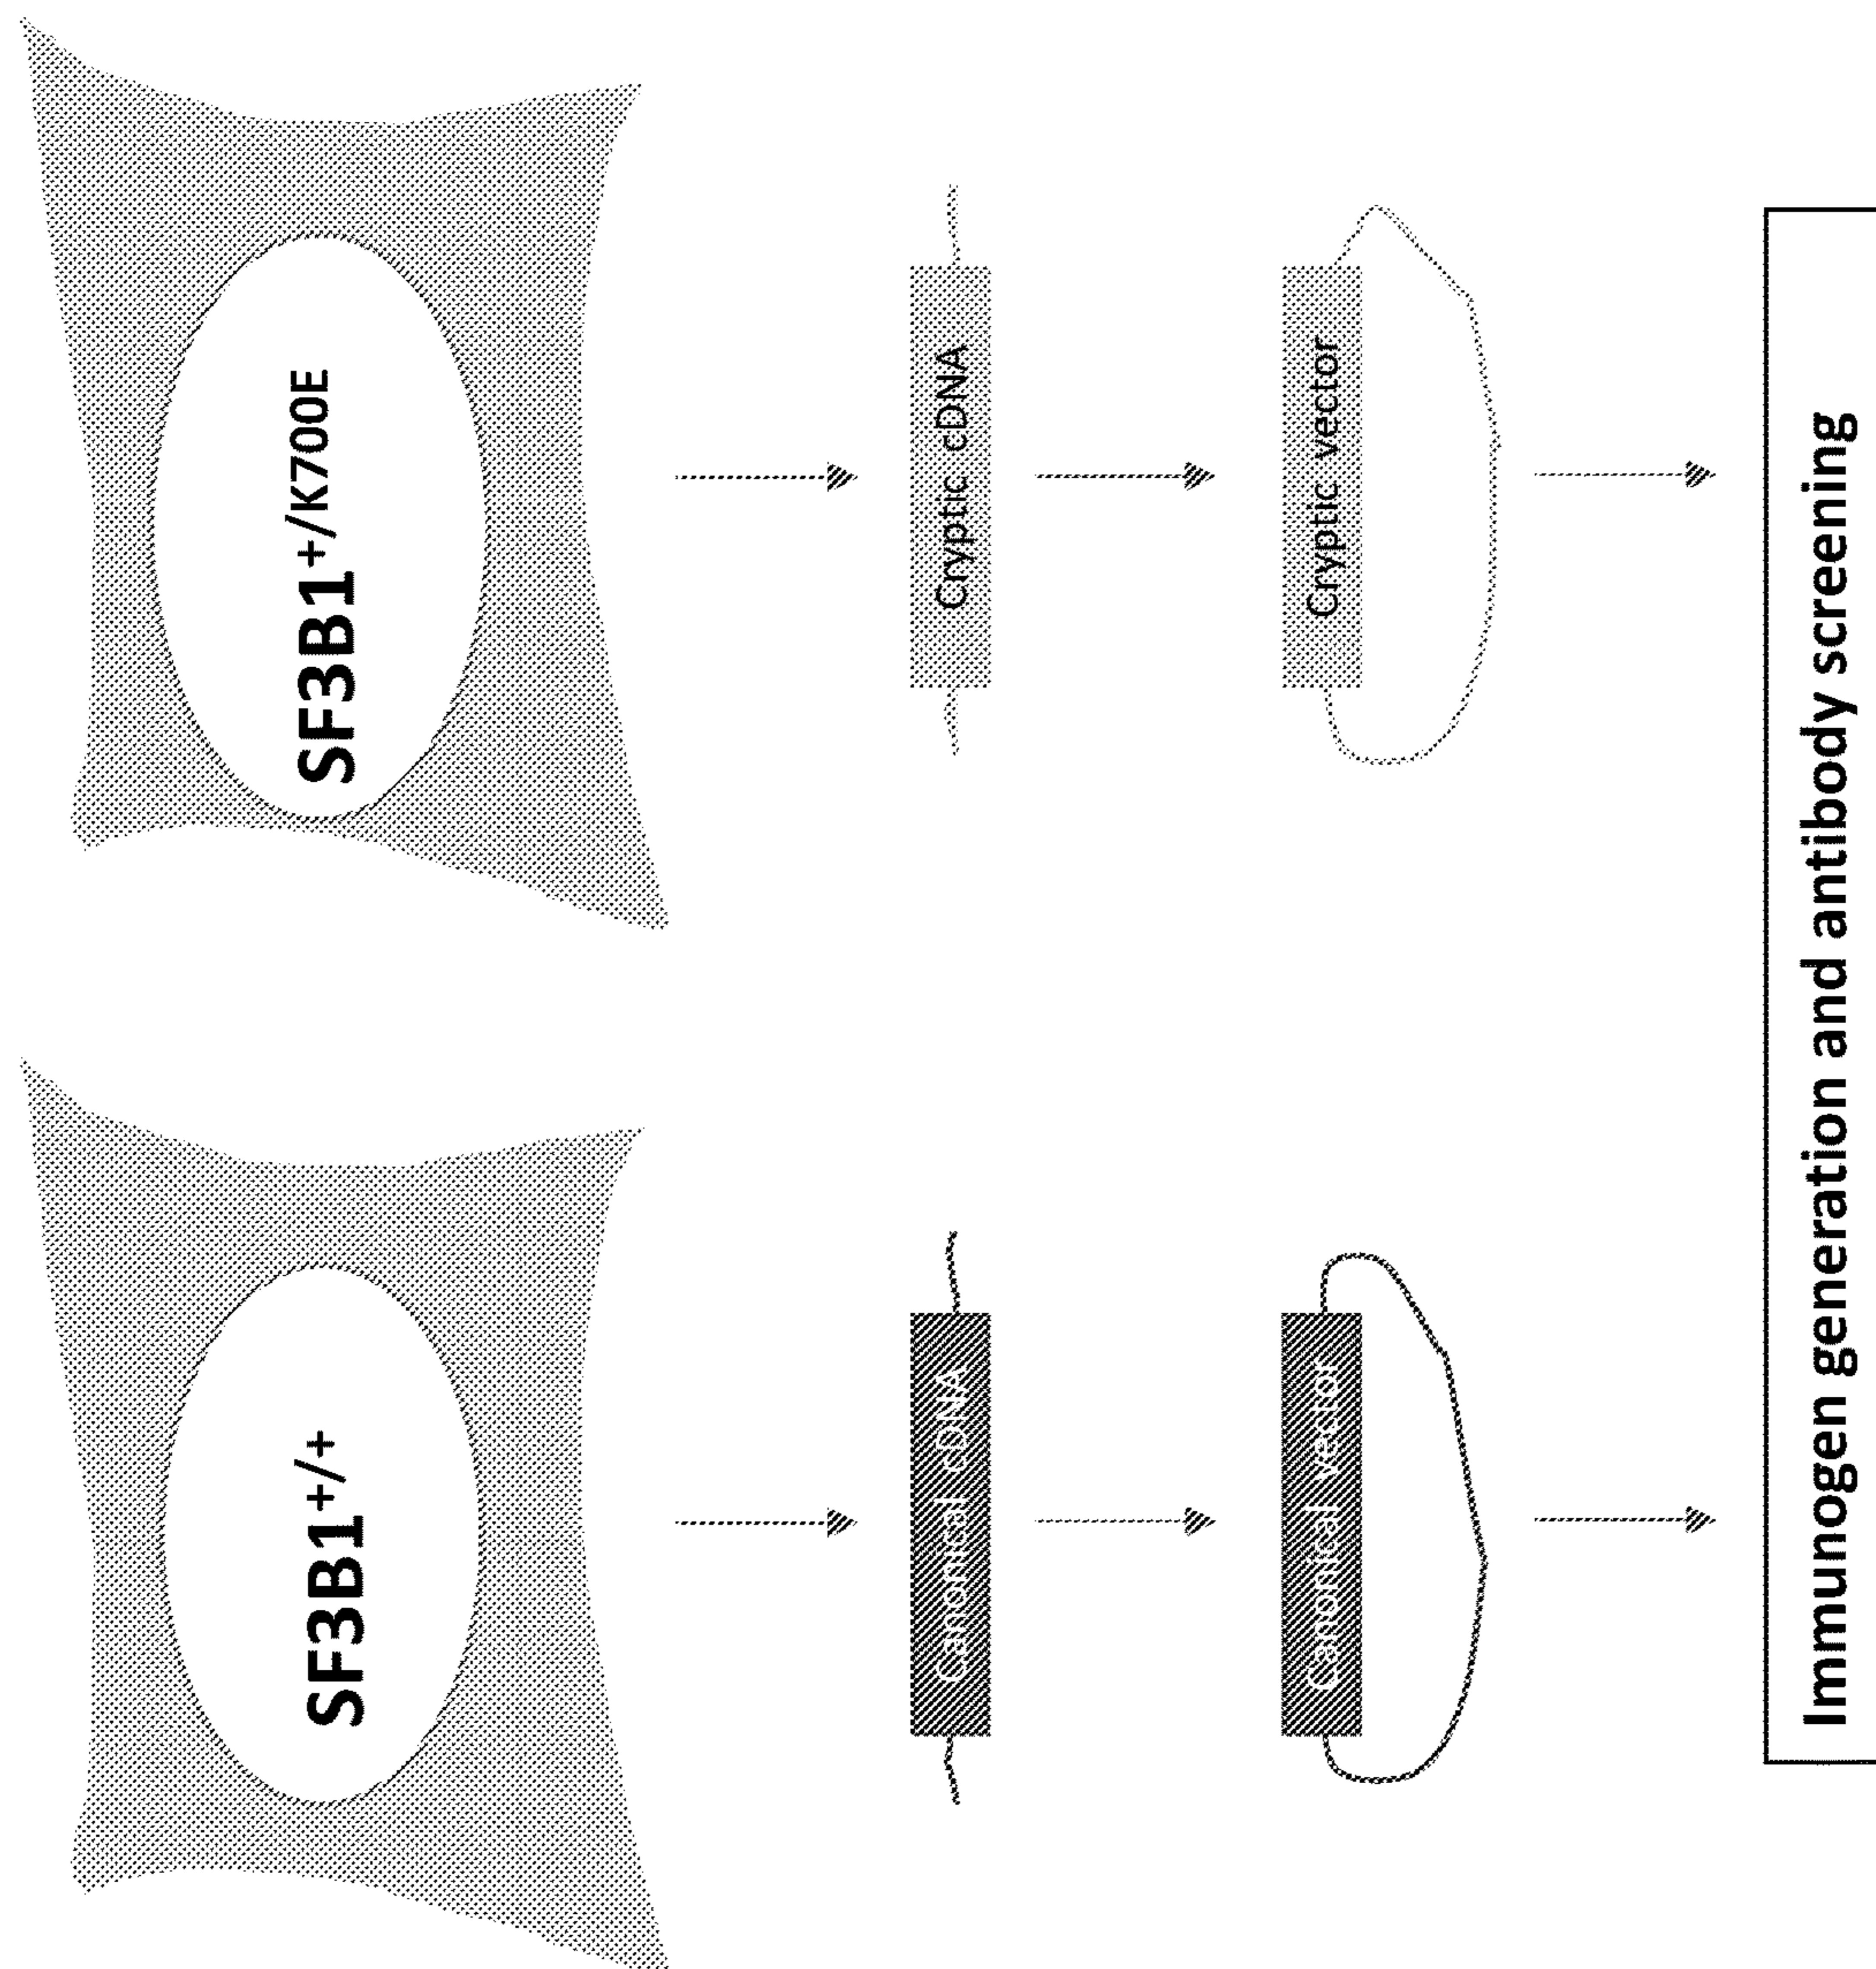 SF3B1+/+
SF3B1+/K700E
Canonical cDNA
Cryptic cDNA
Canonical vector
Cryptic vector
Immunogen generation and antibody screening